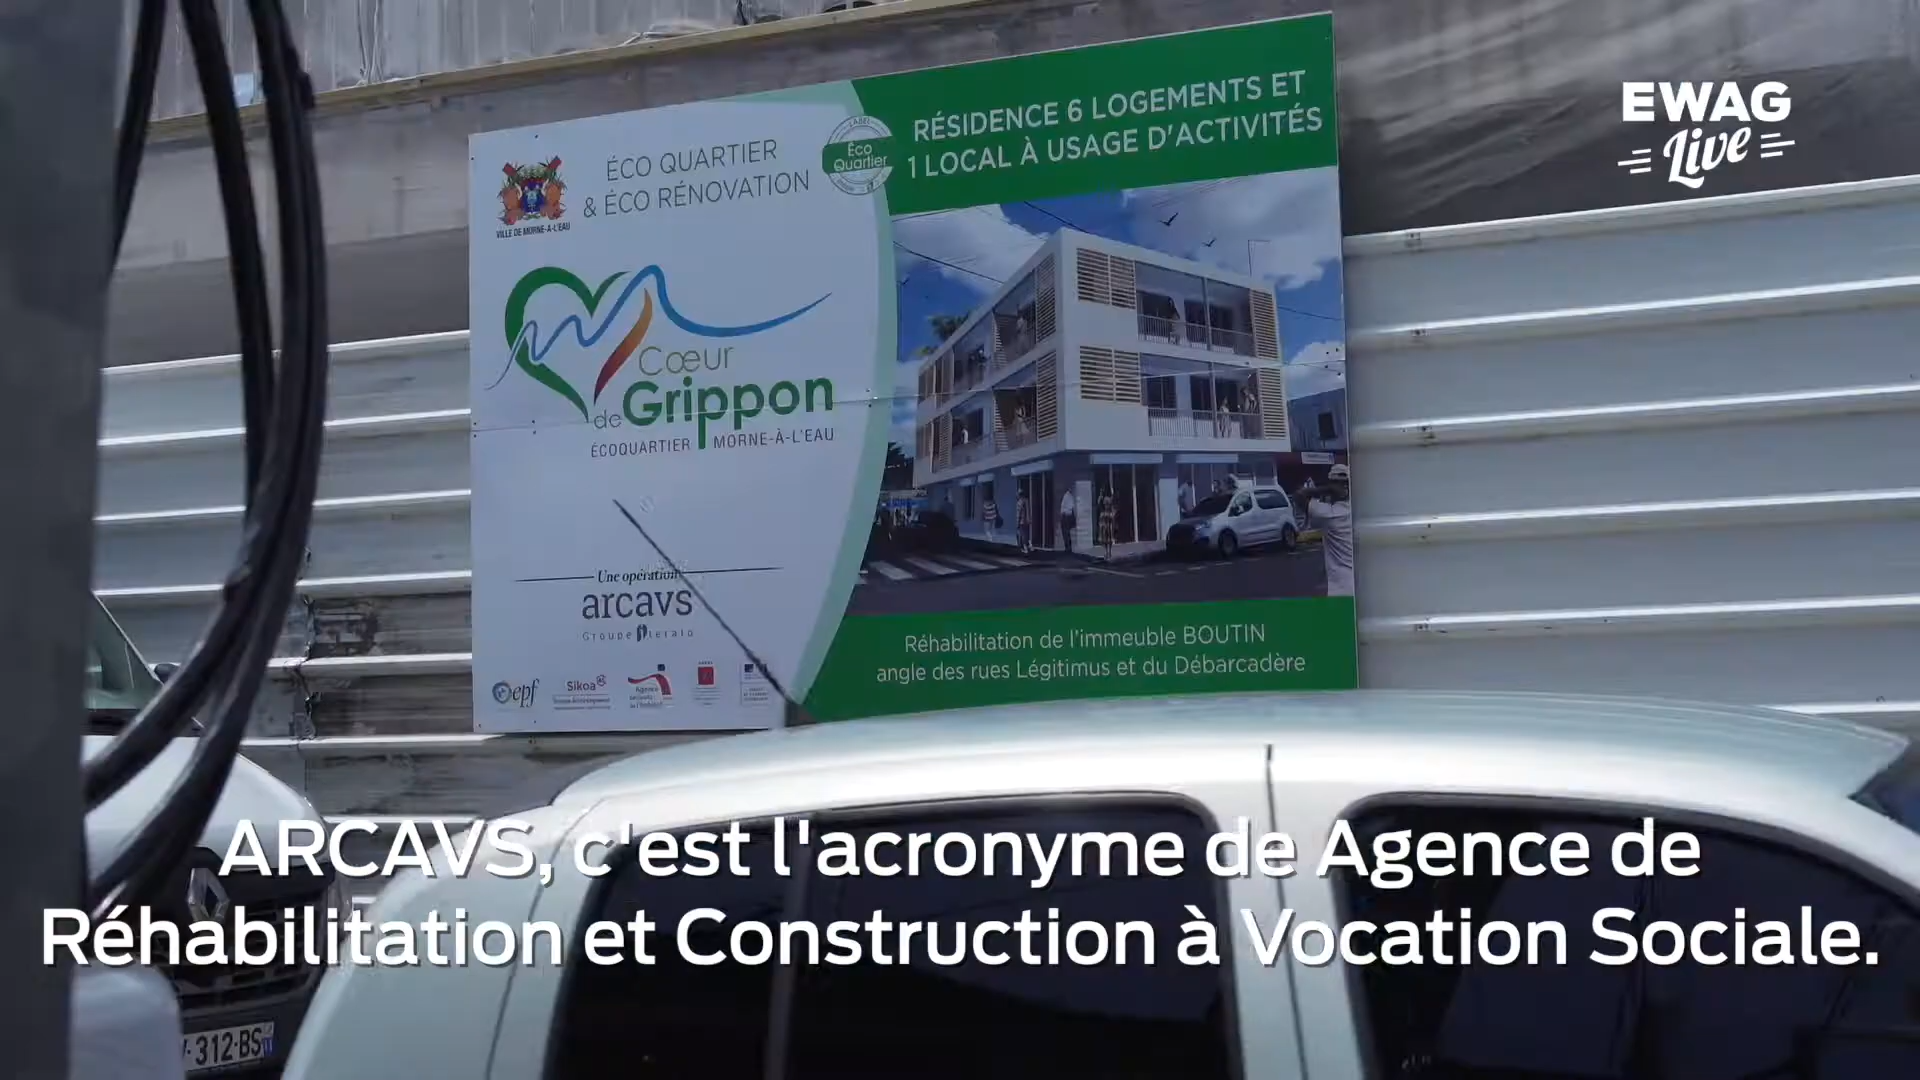 EWAG
Live
RÉSIDENCE 6 LOGEMENTS ET
1 LOCAL À USAGE D'ACTIVITÉS
ÉCO QUARTIER
& ÉCO RÉNOVATION
LABEL
Éco
Quartier
VILLE DE MORNE-A-L'EAU
Cœur
de Grippon
ÉCOQUARTIER MORNE-À-L'EAU
Une opération
arcavs
Groupe
epf
Sikoa
Réhabilitation de l'immeuble BOUTIN
angle des rues Légitimus et du Débarcadère
ARCAVS, c'est l'acronyme de Agence de
Réhabilitation et Construction à Vocation Sociale.
312-BS